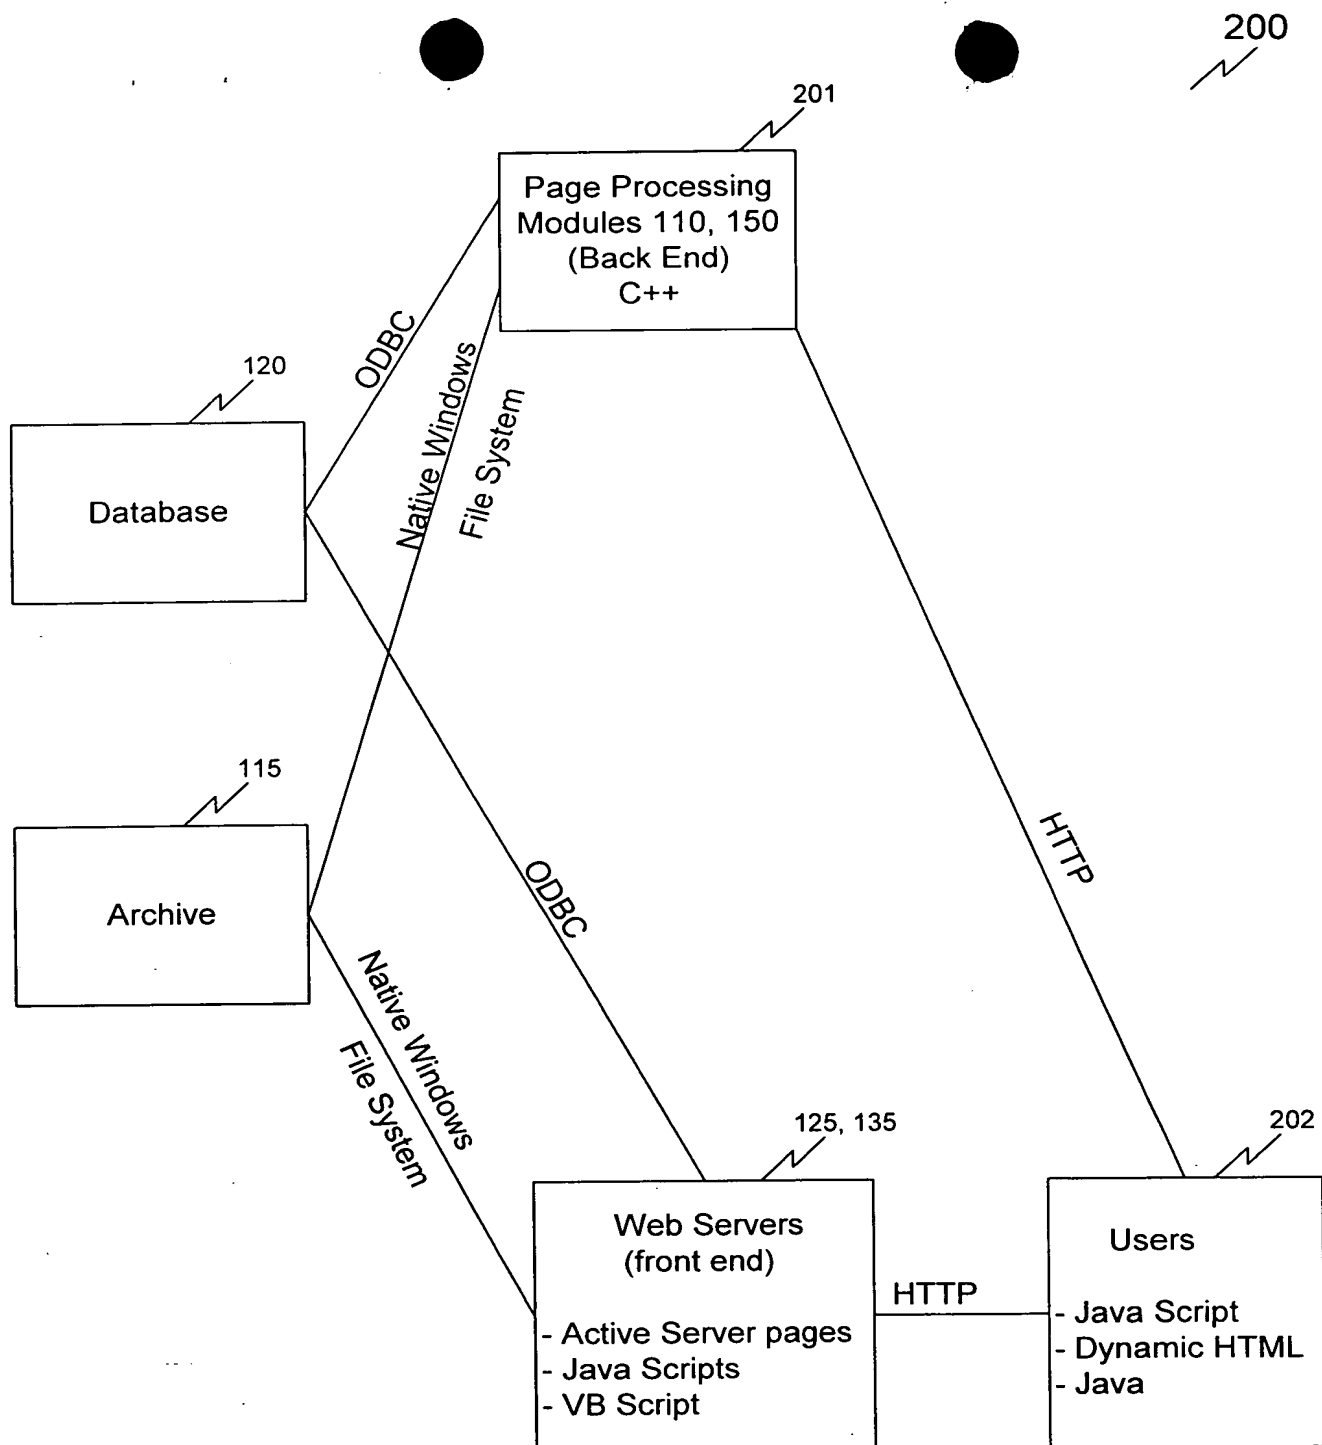 200
201
Page Processing
Modules 110, 150
(Back End)
C++
ODBC
Native Windows
File System
120
Database
115
Archive
HTTP
ODBC
Native Windows
File System
125, 135
Web Servers
(front end)
- Active Server pages
- Java Scripts
- VB Script
HTTP
202
Users
- Java Script
- Dynamic HTML
- Java